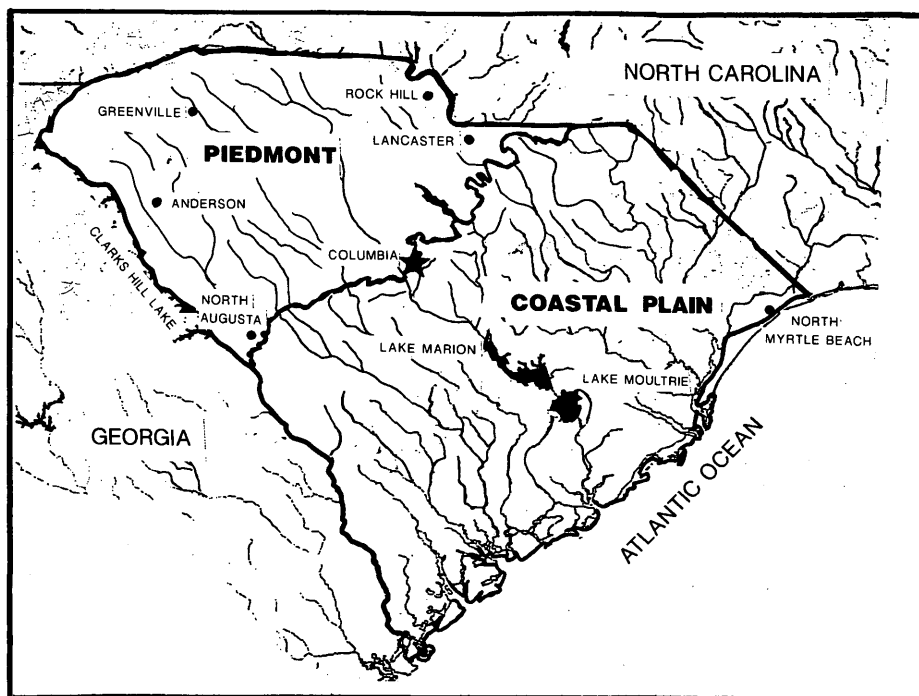 NORTH CAROLINA
ROCK HILL
GREENVILLE
LANCASTER
PIEDMONT
ANDERSON
CLARKS HILL LAKE
COLUMBIA
NORTH
AUGUSTA
COASTAL PLAIN
NORTH
MYRTLE BEACH
LAKE MARION
LAKE MOULTRIE
GEORGIA
ATLANTIC OCEAN